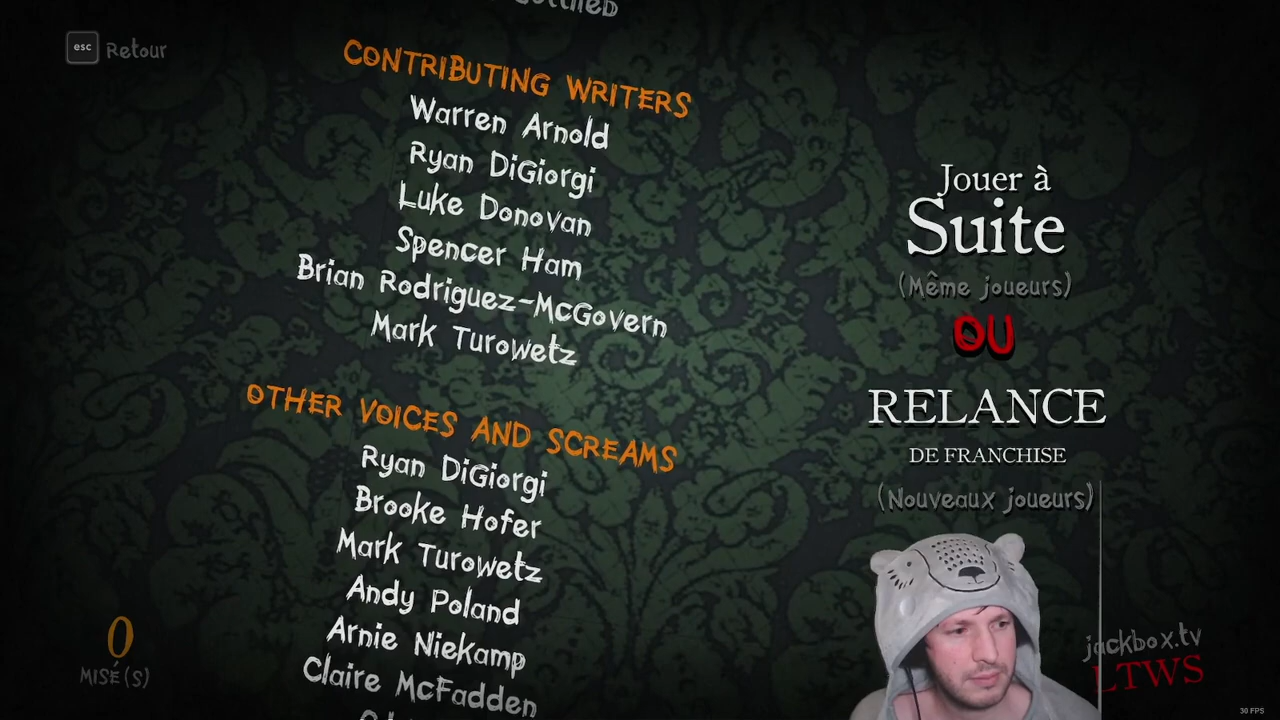 esc Retour
CONTRIBUTING WRITERS
Warren Arnold
Ryan DiGiorgi
Luke Donovan
Spencer Ham
Brian Rodriguez-McGovern
Mark Turowetz
OTHER VOICES AND SCREAMS
Ryan DiGiorgi
Brooke Hofer
Mark Turowetz
Andy Poland
Arnie Niekamp
Claire McFadden
Jouer à
Suite
(Même joueurs)
OU
RELANCE
DE FRANCHISE
(Nouveaux joueurs)
0
MISÉ(S)
jackbox.tv
LTWS
30 FPS